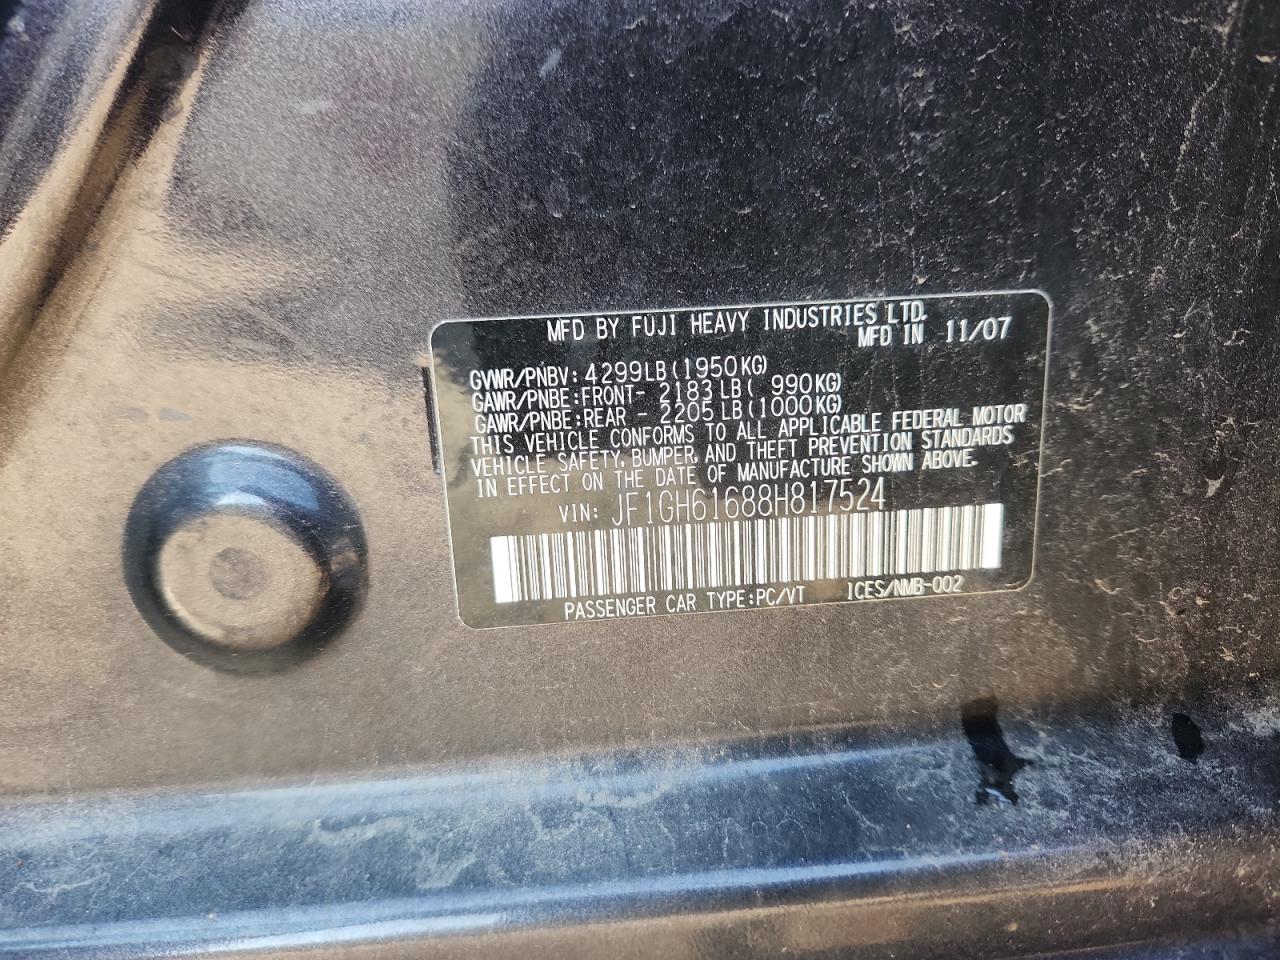 MFD BY FUJI HEAVY INDUSTRIES LTD.
MFD IN 11/07
GVWR/PNBV: 4299LB(1950KG)
GAWR/PNBE:FRONT- 2183LB( 990KG)
GAWR/PNBE:REAR - 2205LB(1000KG)
THIS VEHICLE CONFORMS TO ALL APPLICABLE FEDERAL MOTOR
VEHICLE SAFETY, BUMPER, AND THEFT PREVENTION STANDARDS
IN EFFECT ON THE DATE OF MANUFACTURE SHOWN ABOVE.
VIN: JF1GH61688H817524
PASSENGER CAR TYPE:PC/VT ICES/NMB-002